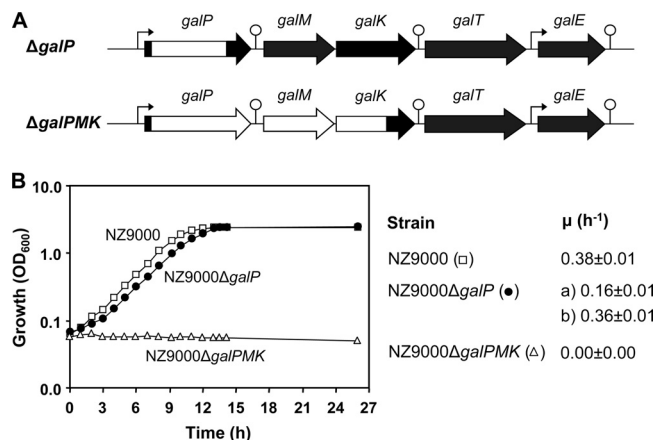 A
galP galM galK galT galE
ΔgalP
galP galM galK galT galE
ΔgalPMK
B
10.0
1.0
0.1
0.0
Growth (OD600)
NZ9000
NZ9000ΔgalP
NZ9000ΔgalPMK
0 3 6 9 12 15 18 21 24 27
Time (h)
Strain μ (h-1)
NZ9000 (□) 0.38±0.01
NZ9000ΔgalP (●) a) 0.16±0.01
b) 0.36±0.01
NZ9000ΔgalPMK (△) 0.00±0.00